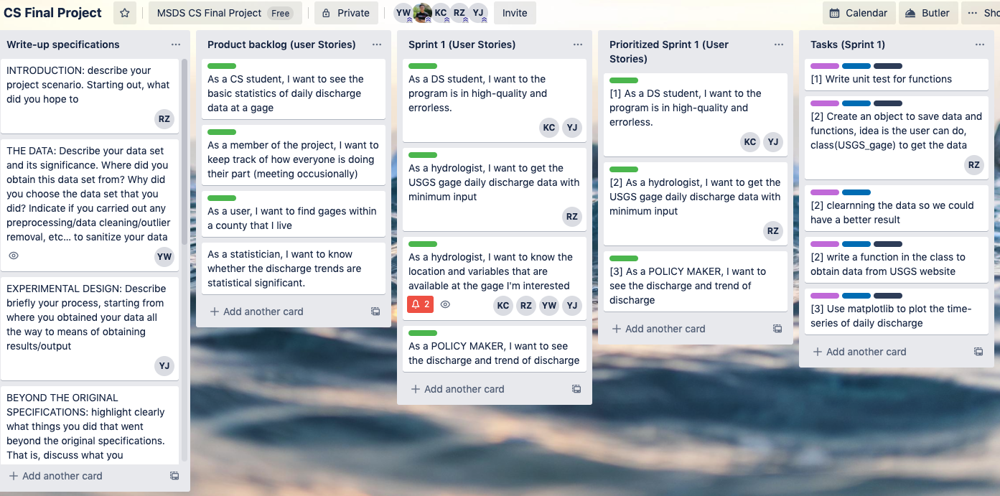 CS Final Project
MSDS CS Final Project Free
Private
YW KC RZ YJ
Invite
Calendar
Butler
Sho
Write-up specifications
INTRODUCTION: describe your
project scenario. Starting out, what
did you hope to
RZ
THE DATA: Describe your data set
and its significance. Where did you
obtain this data set from? Why did
you choose the data set that you
did? Indicate if you carried out any
preprocessing/data cleaning/outlier
removal, etc... to sanitize your data
YW
EXPERIMENTAL DESIGN: Describe
briefly your process, starting from
where you obtained your data all
the way to means of obtaining
results/output
YJ
BEYOND THE ORIGINAL
SPECIFICATIONS: highlight clearly
what things you did that went
beyond the original specifications.
That is, discuss what you
Add another card
Product backlog (user Stories)
As a CS student, I want to see the
basic statistics of daily discharge
data at a gage
As a member of the project, I want to
keep track of how everyone is doing
their part (meeting occusionally)
As a user, I want to find gages within
a county that I live
As a statistician, I want to know
whether the discharge trends are
statistical significant.
Add another card
Sprint 1 (User Stories)
As a DS student, I want to the
program is in high-quality and
errorless.
KC YJ
As a hydrologist, I want to get the
USGS gage daily discharge data with
minimum input
RZ
As a hydrologist, I want to know the
location and variables that are
available at the gage I'm interested
2
KC RZ YW YJ
As a POLICY MAKER, I want to see
the discharge and trend of discharge
Add another card
Prioritized Sprint 1 (User
Stories)
[1] As a DS student, I want to the
program is in high-quality and
errorless.
KC YJ
[2] As a hydrologist, I want to get the
USGS gage daily discharge data with
minimum input
RZ
[3] As a POLICY MAKER, I want to
see the discharge and trend of
discharge
Add another card
Tasks (Sprint 1)
[1] Write unit test for functions
[2] Create an object to save data and
functions, idea is the user can do,
class(USGS_gage) to get the data
RZ
[2] clearnning the data so we could
have a better result
[2] write a function in the class to
obtain data from USGS website
[3] Use matplotlib to plot the time-
series of daily discharge
Add another card